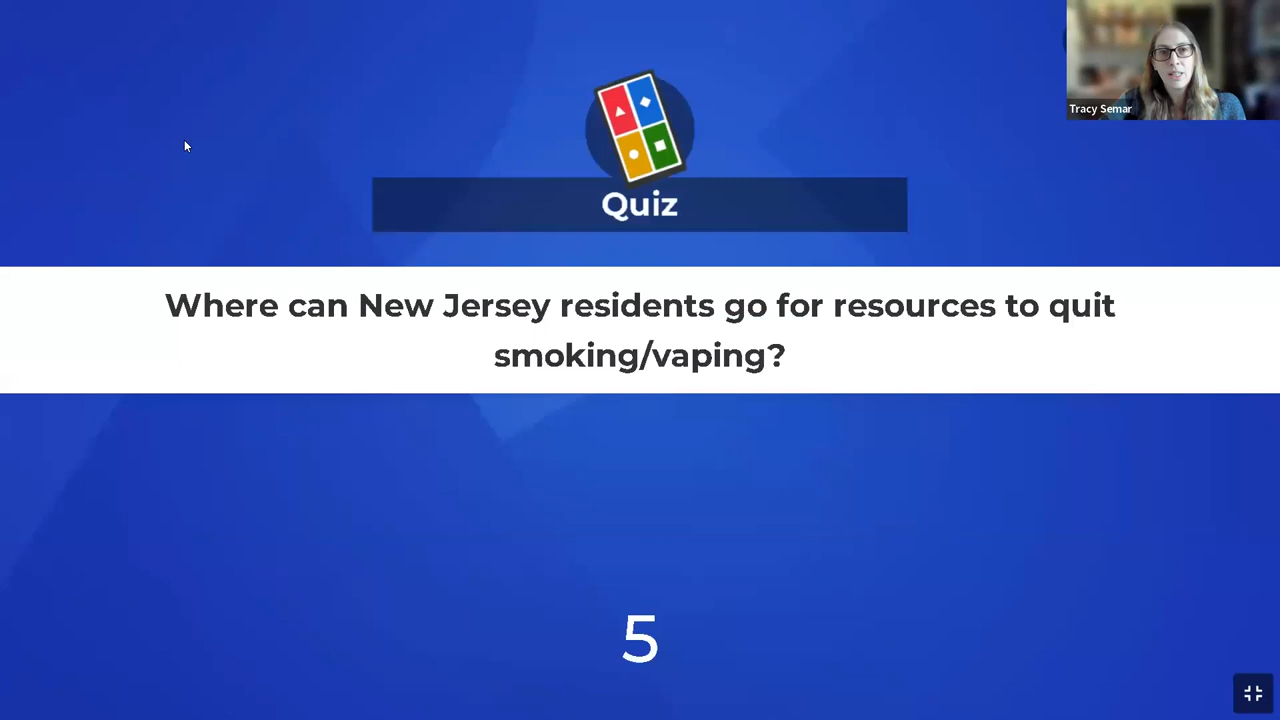 Tracy Semar
Quiz
Where can New Jersey residents go for resources to quit
smoking/vaping?
5